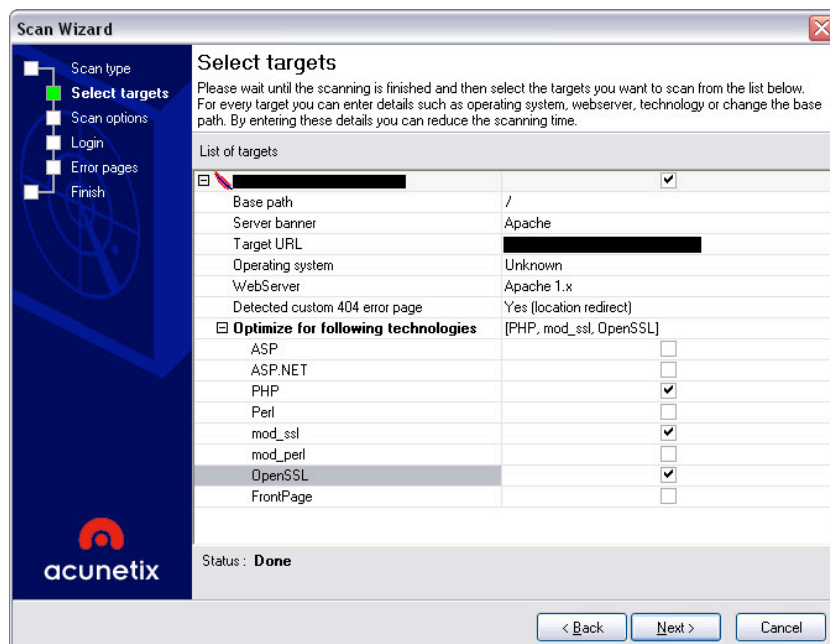 Scan Wizard
Scan type
Select targets
Scan options
Login
Error pages
Finish
Select targets
Please wait until the scanning is finished and then select the targets you want to scan from the list below.
For every target you can enter details such as operating system, webserver, technology or change the base
path. By entering these details you can reduce the scanning time.
List of targets
Base path /
Server banner Apache
Target URL
Operating system Unknown
WebServer Apache 1.x
Detected custom 404 error page Yes (location redirect)
Optimize for following technologies [PHP, mod_ssl, OpenSSL]
ASP
ASP.NET
PHP
Perl
mod_ssl
mod_perl
OpenSSL
FrontPage
acunetix
Status : Done
< Back Next > Cancel